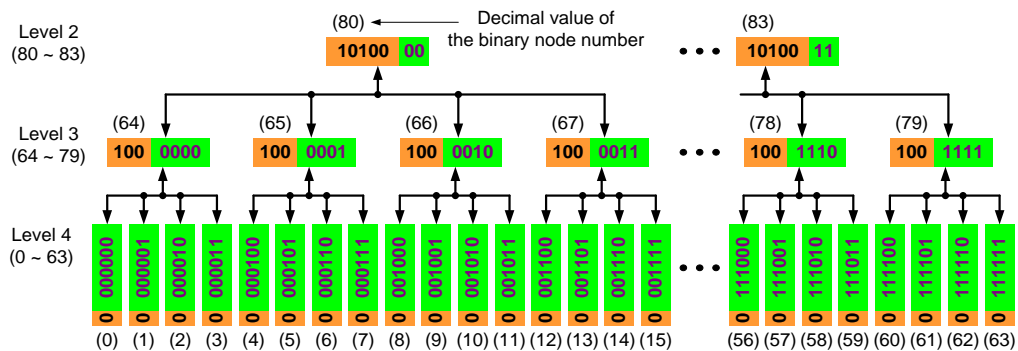 (80) Decimal value of (83)
Level 2 the binary node number
(80 ~ 83) 10100 00 10100 11
(64) (65) (66) (67) (78) (79)
Level 3
(64 ~ 79) 100 0000 100 0001 100 0010 100 0011 100 1110 100 1111
Level 4
(0 ~ 63)
000000 000001 000010 000011 000100 000101 000110 000111 001000 001001 001010 001011 001100 001101 001110 001111 111000 111001 111010 111011 111100 111101 111110 111111
0 0 0 0 0 0 0 0 0 0 0 0 0 0 0 0 0 0 0 0 0 0 0 0
(0) (1) (2) (3) (4) (5) (6) (7) (8) (9) (10) (11) (12) (13) (14) (15) (56) (57) (58) (59) (60) (61) (62) (63)